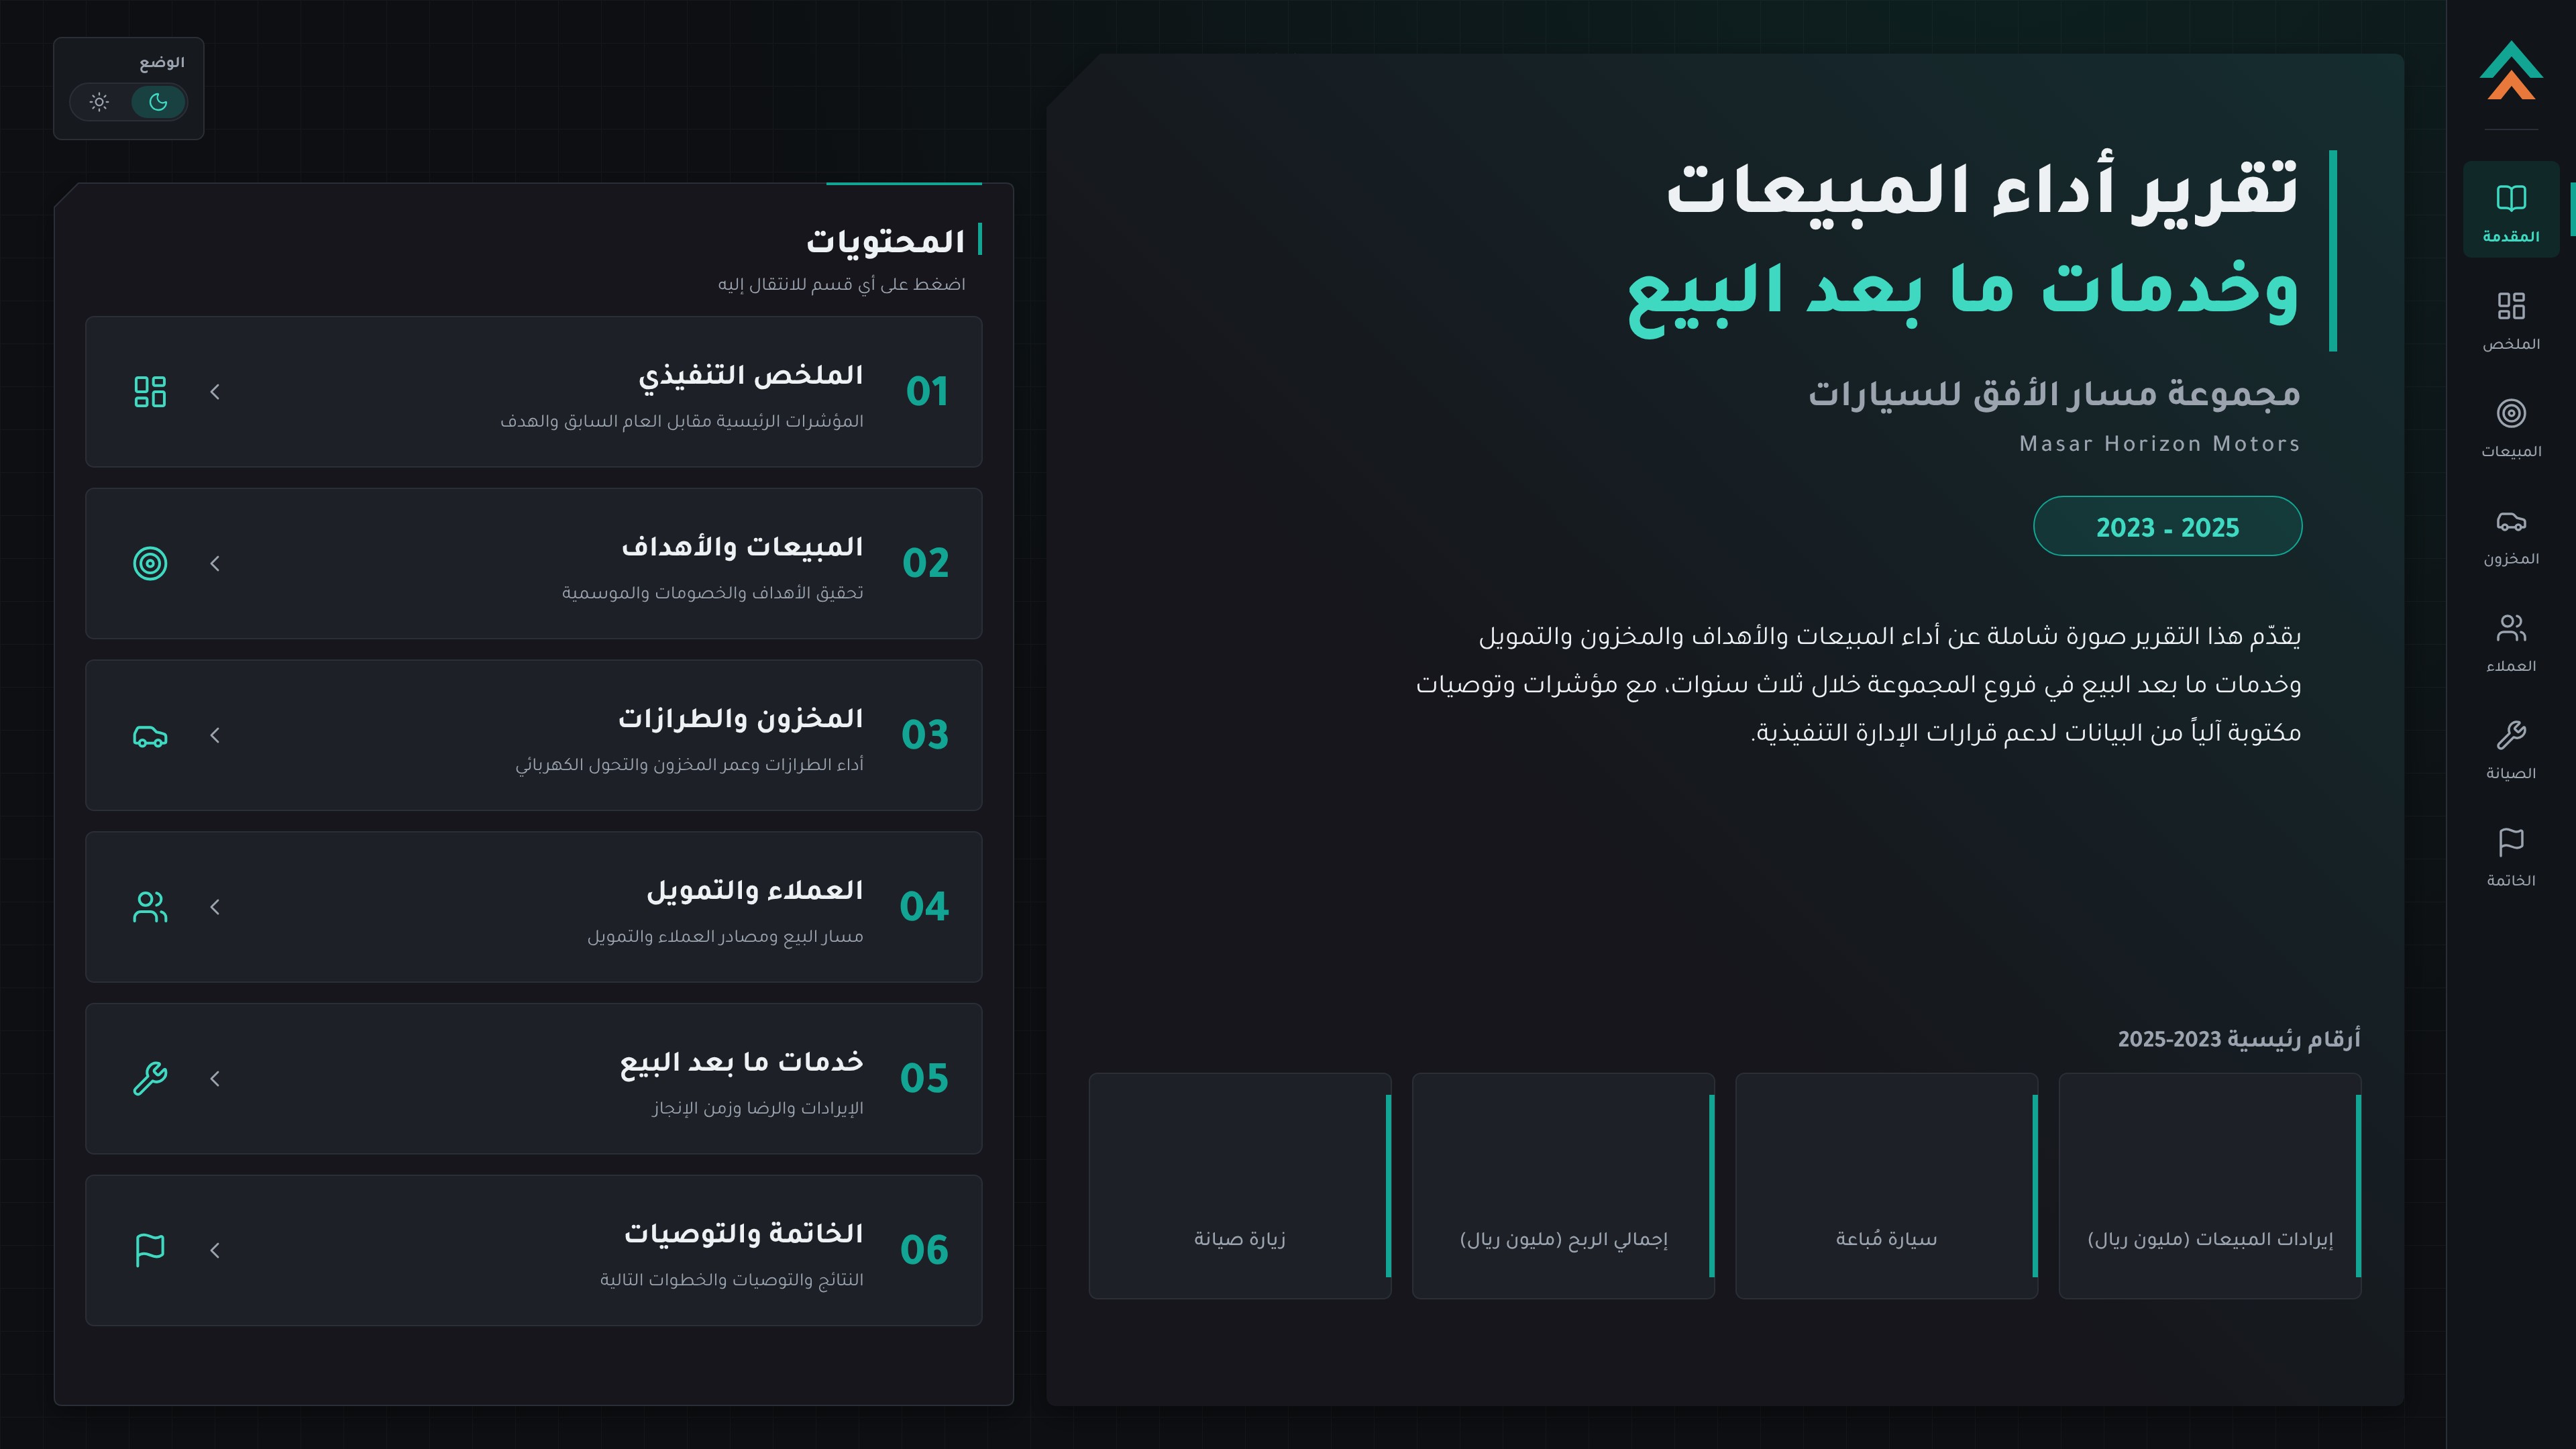 المقدمة
الملخص
المبيعات
المخزون
العملاء
الصيانة
الخاتمة
تقرير أداء المبيعات
وخدمات ما بعد البيع
مجموعة مسار الأفق للسيارات
Masar Horizon Motors
2023 - 2025
يقدّم هذا التقرير صورة شاملة عن أداء المبيعات والأهداف والمخزون والتمويل
وخدمات ما بعد البيع في فروع المجموعة خلال ثلاث سنوات، مع مؤشرات وتوصيات
مكتوبة آلياً من البيانات لدعم قرارات الإدارة التنفيذية.
أرقام رئيسية 2023-2025
إيرادات المبيعات (مليون ريال)
سيارة مُباعة
إجمالي الربح (مليون ريال)
زيارة صيانة
الوضع
المحتويات
اضغط على أي قسم للانتقال إليه
01
الملخص التنفيذي
المؤشرات الرئيسية مقابل العام السابق والهدف
02
المبيعات والأهداف
تحقيق الأهداف والخصومات والموسمية
03
المخزون والطرازات
أداء الطرازات وعمر المخزون والتحول الكهربائي
04
العملاء والتمويل
مسار البيع ومصادر العملاء والتمويل
05
خدمات ما بعد البيع
الإيرادات والرضا وزمن الإنجاز
06
الخاتمة والتوصيات
النتائج والتوصيات والخطوات التالية